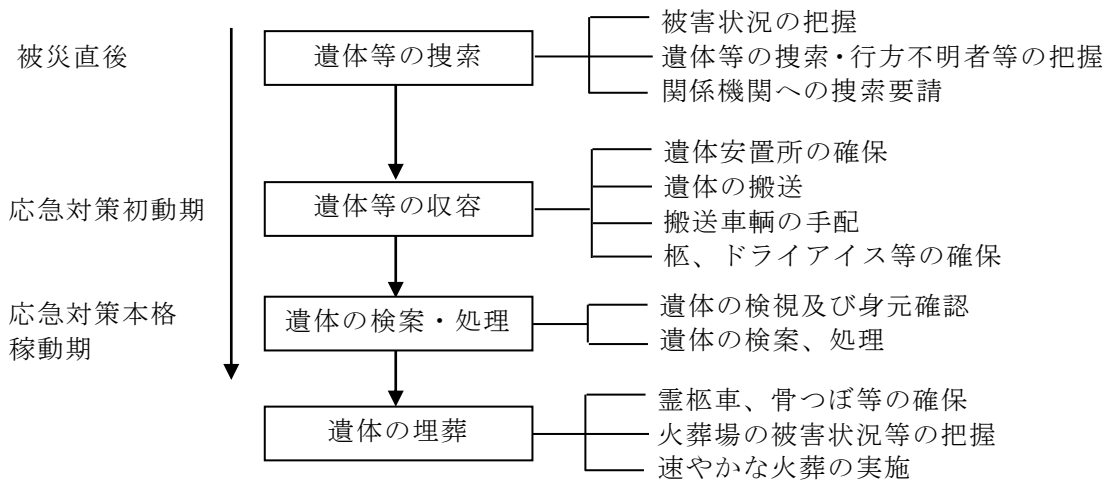 被災直後
遺体等の捜索
被害状況の把握
遺体等の捜索・行方不明者等の把握
関係機関への捜索要請
応急対策初動期
遺体等の収容
遺体安置所の確保
遺体の搬送
搬送車輌の手配
柩、ドライアイス等の確保
応急対策本格
稼動期
遺体の検案・処理
遺体の検視及び身元確認
遺体の検案、処理
遺体の埋葬
霊柩車、骨つぼ等の確保
火葬場の被害状況等の把握
速やかな火葬の実施